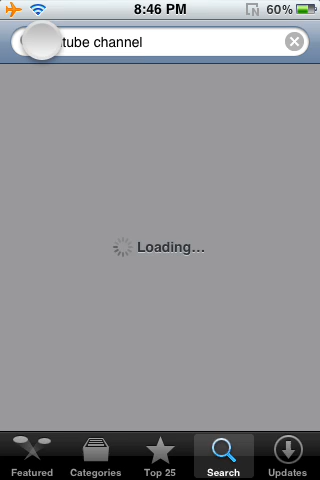 8:46 PM
60%
tube channel
Loading...
Featured
Categories
Top 25
Search
Updates